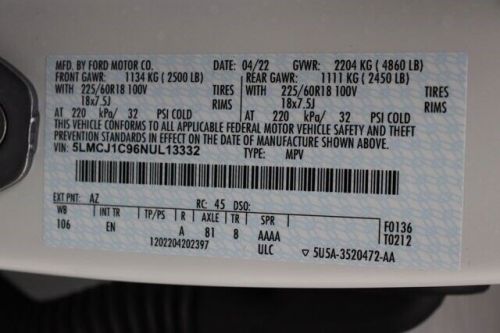 MFD. BY FORD MOTOR CO. DATE: 04/22 GVWR: 2204 KG ( 4860 LB)
FRONT GAWR: 1134 KG ( 2500 LB) REAR GAWR: 1111 KG ( 2450 LB)
WITH 225/60R18 100V TIRES WITH 225/60R18 100V TIRES
18x7.5J RIMS 18x7.5J RIMS
AT 220 kPa/ 32 PSI COLD AT 220 kPa/ 32 PSI COLD
THIS VEHICLE CONFORMS TO ALL APPLICABLE FEDERAL MOTOR VEHICLE SAFETY AND THEFT
PREVENTION STANDARDS IN EFFECT ON THE DATE OF MANUFACTURE SHOWN ABOVE.
VIN: 5LMCJ1C96NUL13332 TYPE: MPV
EXT PNT: AZ RC: 45 DSO: F0136
WB INT TR TP/PS R AXLE TR SPR T0212
106 EN A 81 8 AAAA
1202204202397 ULC ▽ 5U5A-3520472-AA